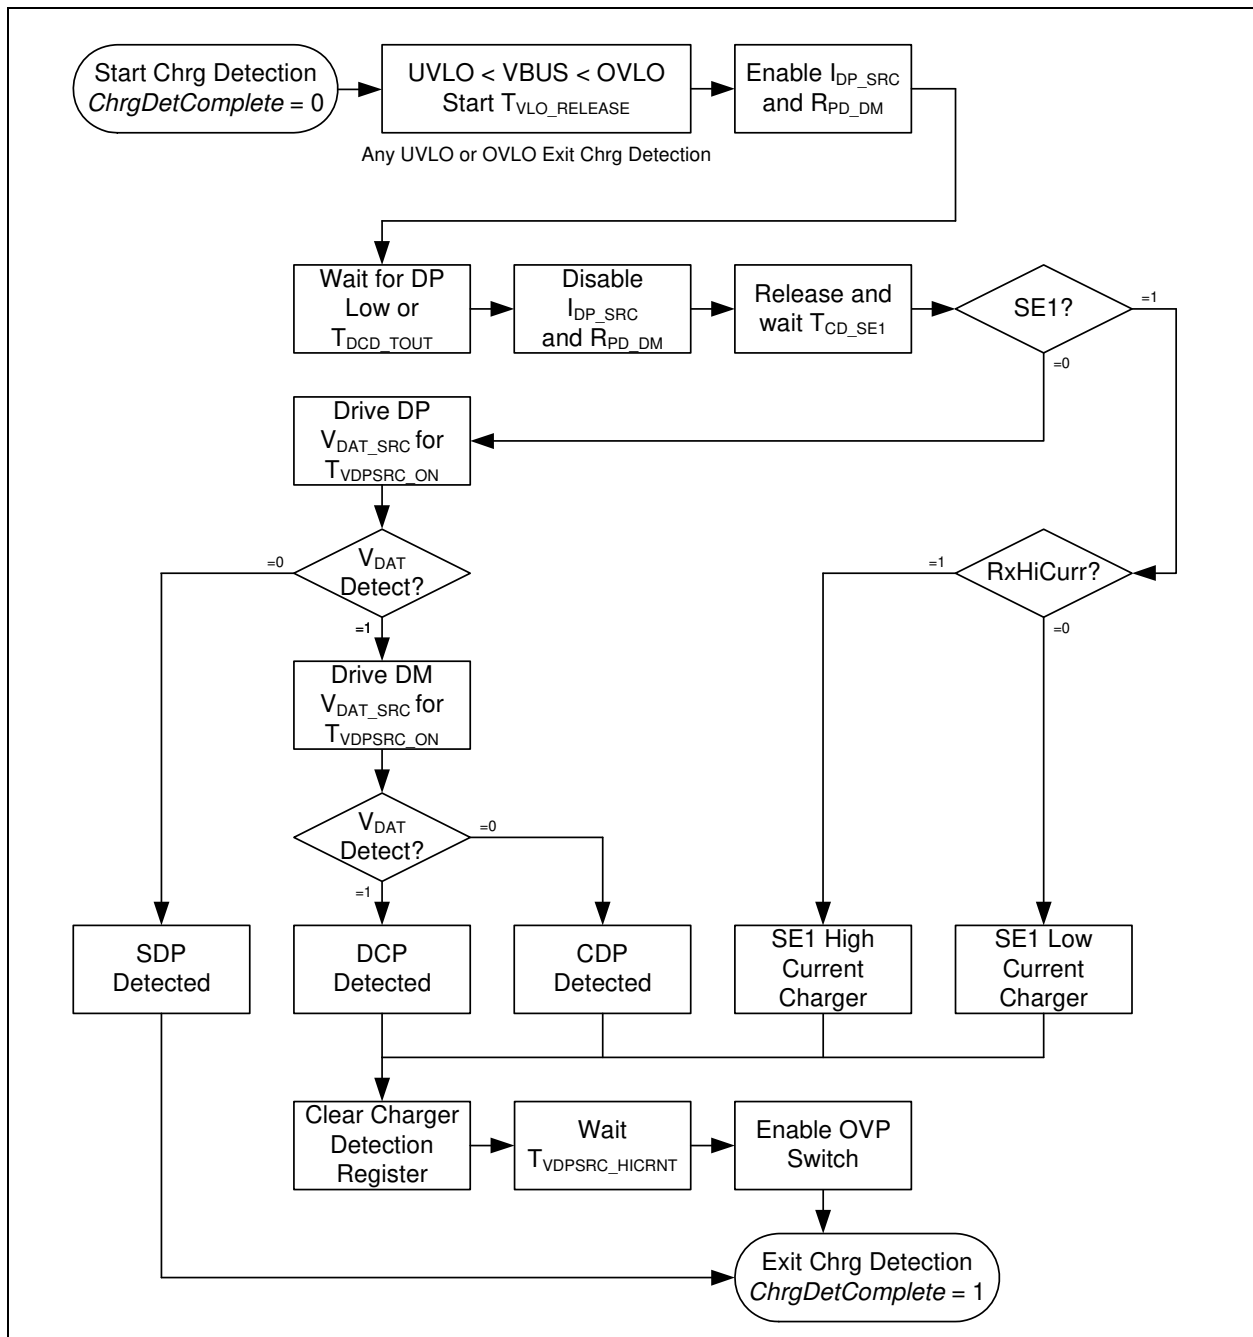 Start Chrg Detection
ChrgDetComplete = 0
UVLO < VBUS < OVLO
Start TVLO_RELEASE
Enable IDP_SRC
and RPD_DM
Any UVLO or OVLO Exit Chrg Detection
Wait for DP
Low or
TDCD_TOUT
Disable
IDP_SRC
and RPD_DM
Release and
wait TCD_SE1
SE1?
=1
=0
Drive DP
VDAT_SRC for
TVDPSRC_ON
VDAT
Detect?
=0
=1
RxHiCurr?
=1
=0
Drive DM
VDAT_SRC for
TVDPSRC_ON
VDAT
Detect?
=0
=1
SDP
Detected
DCP
Detected
CDP
Detected
SE1 High
Current
Charger
SE1 Low
Current
Charger
Clear Charger
Detection
Register
Wait
TVDPSRC_HICRNT
Enable OVP
Switch
Exit Chrg Detection
ChrgDetComplete = 1